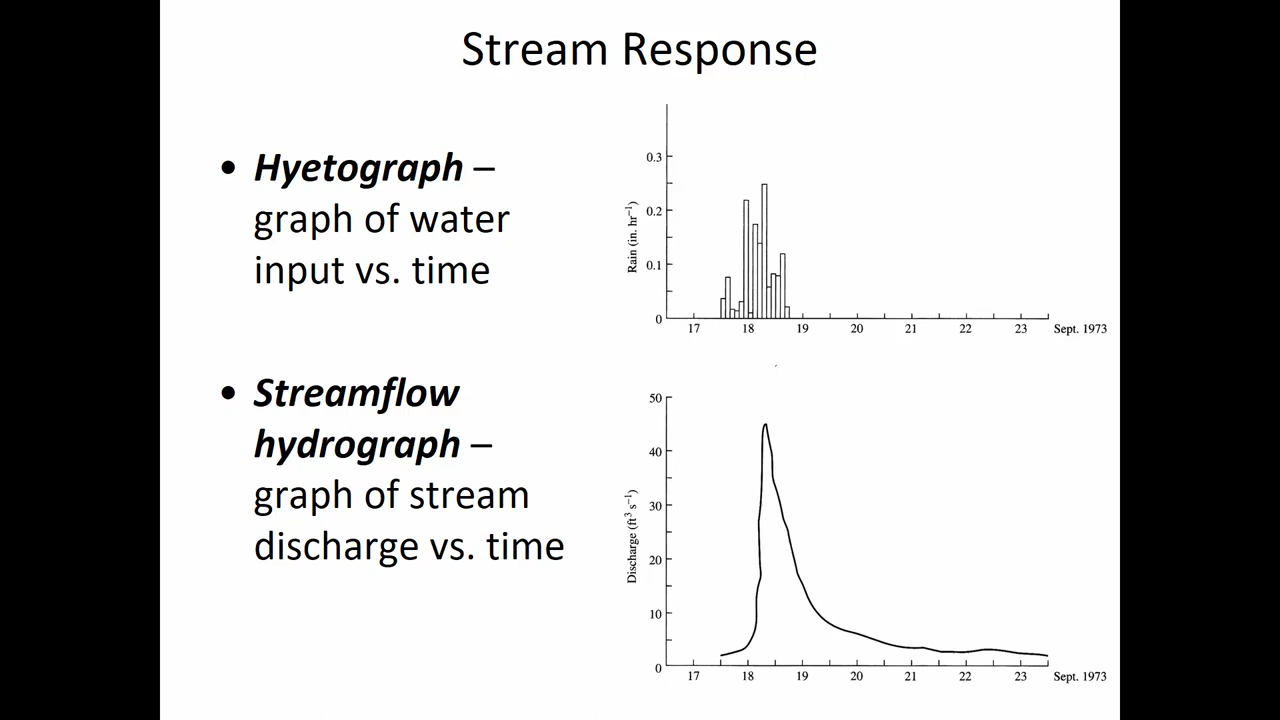 Stream Response
• Hyetograph –
graph of water
input vs. time
• Streamflow
hydrograph –
graph of stream
discharge vs. time
Rain (in. hr⁻¹)
0.3
0.2
0.1
0
17 18 19 20 21 22 23 Sept. 1973
Discharge (ft³ s⁻¹)
50
40
30
20
10
0
17 18 19 20 21 22 23 Sept. 1973